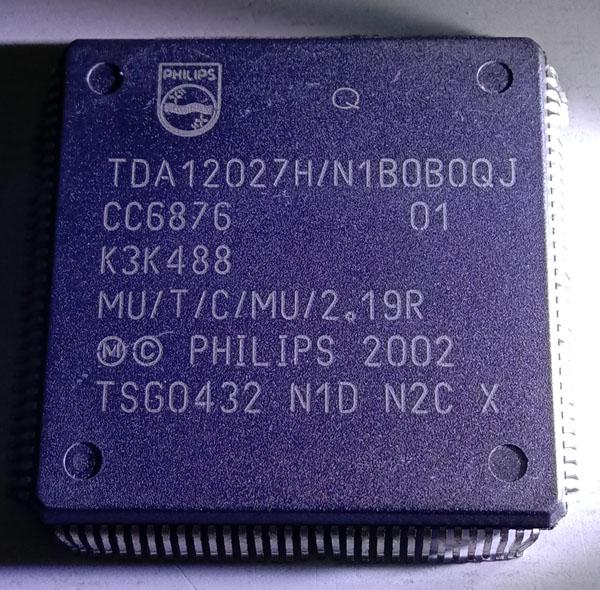 PHILIPS
Q
TDA12027H/N1B0B0QJ
CC6876 01
K3K488
MU/T/C/MU/2.19R
Ⓜ © PHILIPS 2002
TSG0432 N1D N2C X